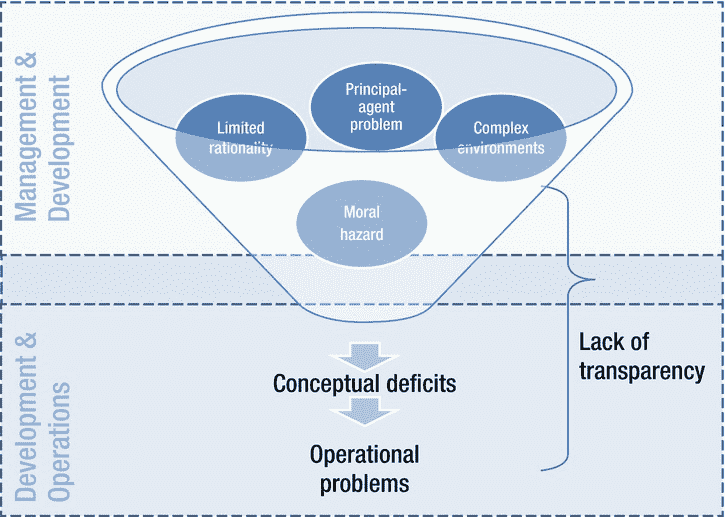 Management &
Development
Principal-
agent
problem
Limited
rationality
Complex
environments
Moral
hazard
Development &
Operations
Conceptual deficits
Operational
problems
Lack of
transparency